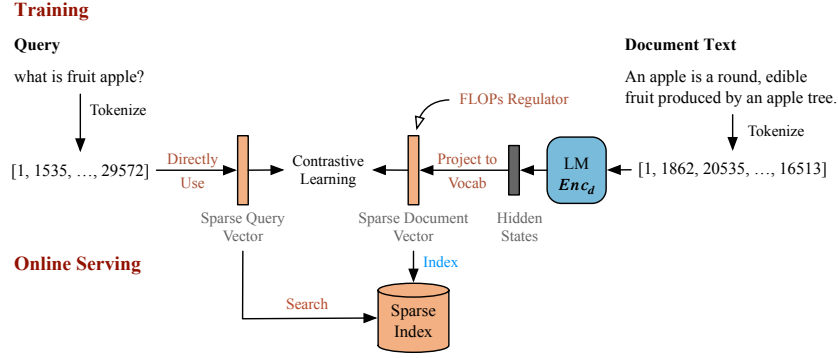 Training
Query
what is fruit apple?
Tokenize
[1, 1535, …, 29572]
Directly
Use
Sparse Query
Vector
Contrastive
Learning
FLOPs Regulator
Sparse Document
Vector
Project to
Vocab
Hidden
States
LM
Enc_d
Document Text
An apple is a round, edible
fruit produced by an apple tree.
Tokenize
[1, 1862, 20535, …, 16513]
Online Serving
Search
Index
Sparse
Index